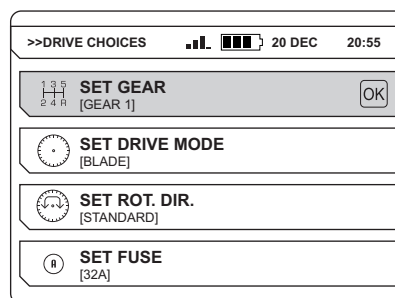 >>DRIVE CHOICES 20 DEC 20:55
1 3 5
2 4 R
SET GEAR
[GEAR 1]
OK
SET DRIVE MODE
[BLADE]
SET ROT. DIR.
[STANDARD]
A
SET FUSE
[32A]